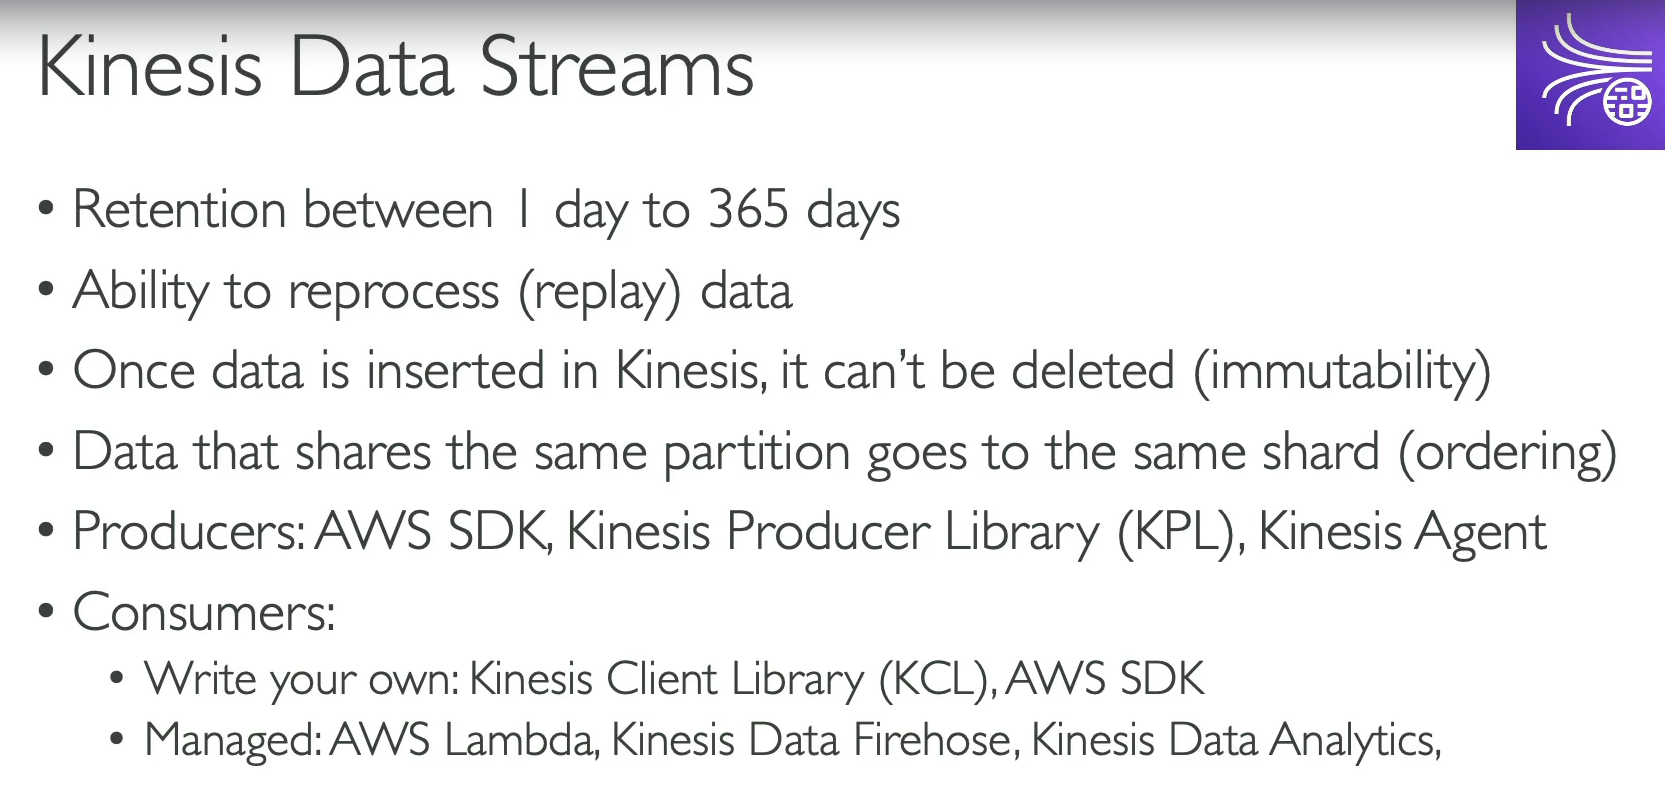 Kinesis Data Streams
• Retention between 1 day to 365 days
• Ability to reprocess (replay) data
• Once data is inserted in Kinesis, it can’t be deleted (immutability)
• Data that shares the same partition goes to the same shard (ordering)
• Producers: AWS SDK, Kinesis Producer Library (KPL), Kinesis Agent
• Consumers:
• Write your own: Kinesis Client Library (KCL), AWS SDK
• Managed: AWS Lambda, Kinesis Data Firehose, Kinesis Data Analytics,